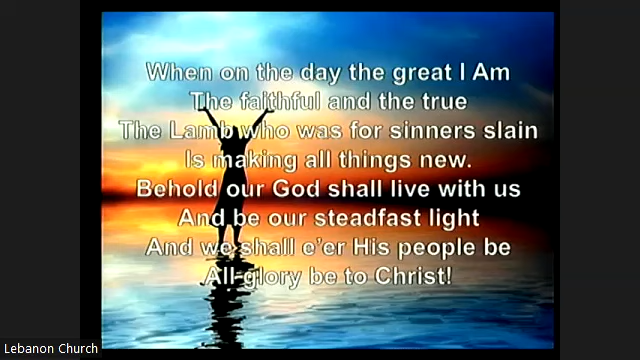 When on the day the great I Am
The faithful and the true
The Lamb who was for sinners slain
Is making all things new.
Behold our God shall live with us
And be our steadfast light
And we shall e'er His people be
All glory be to Christ!
Lebanon Church